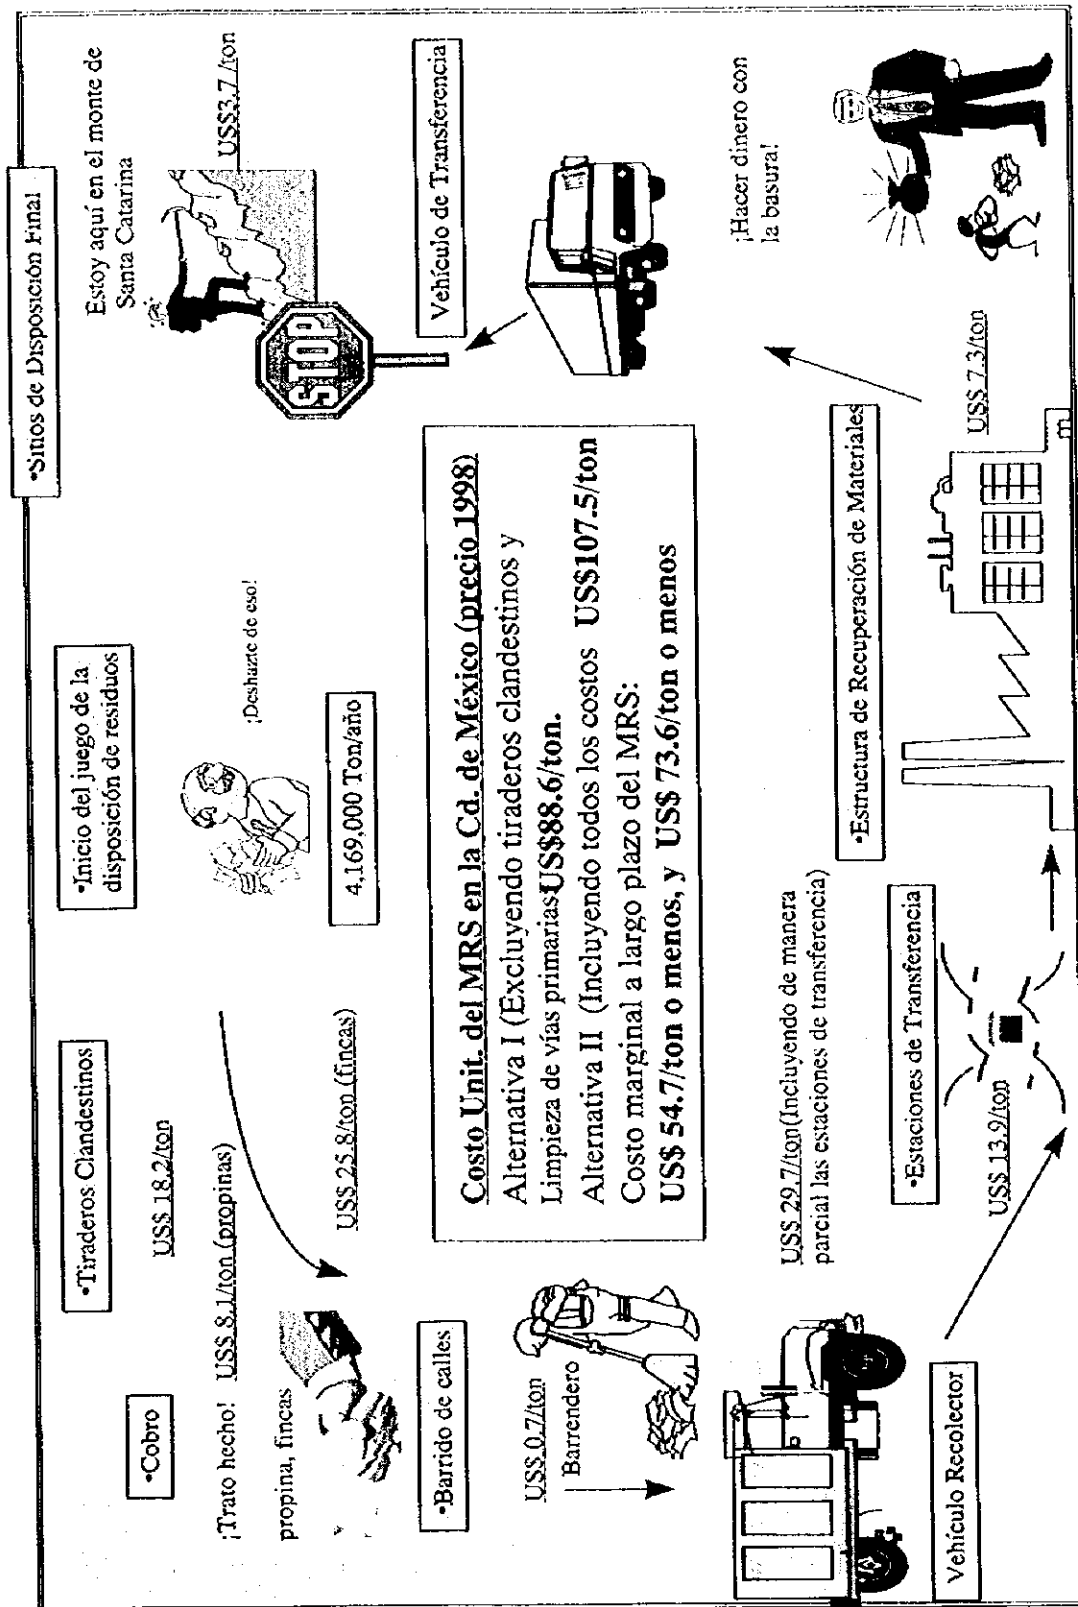 •Cobro
•Tiraderos Clandestinos
•Inicio del juego de la
disposición de residuos
•Sitios de Disposición Final
¡Trato hecho!
US$ 8.1/ton (propinas)
propina, fincas
US$ 18.2/ton
US$ 25.8/ton (fincas)
¡Deshazte de eso!
4,169,000 Ton/año
Estoy aquí en el monte de
Santa Catarina
US$3.7 /ton
STOP
•Barrido de calles
US$ 0.7/ton
Barrendero
Costo Unit. del MRS en la Cd. de México (precio 1998)
Alternativa I (Excluyendo tiraderos clandestinos y
Limpieza de vías primariasUS$88.6/ton.
Alternativa II (Incluyendo todos los costos US$107.5/ton
Costo marginal a largo plazo del MRS:
US$ 54.7/ton o menos, y US$ 73.6/ton o menos
Vehículo de Transferencia
US$ 29.7/ton(Incluyendo de manera
parcial las estaciones de transferencia)
Vehículo Recolector
•Estaciones de Transferencia
US$ 13.9/ton
•Estructura de Recuperación de Materiales
US$ 7.3/ton
¡Hacer dinero con
la basura!